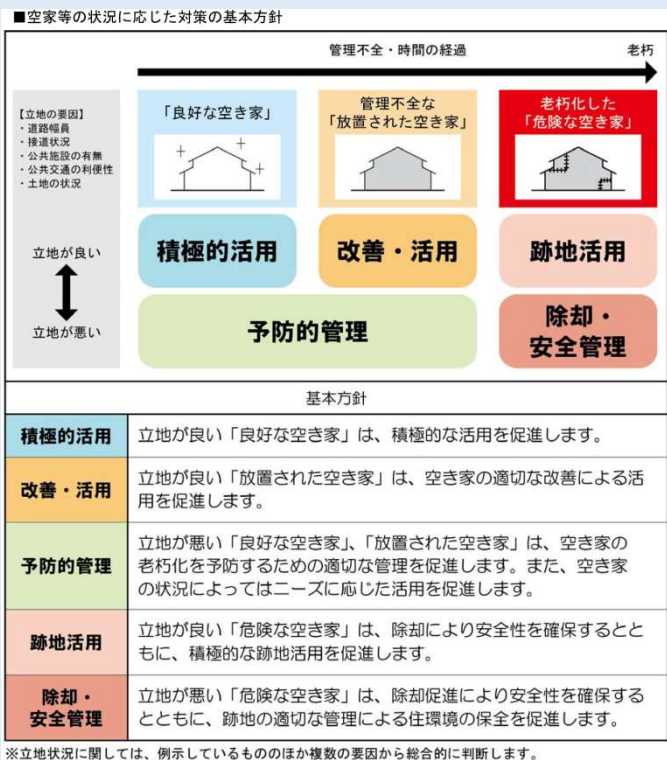 ■空家等の状況に応じた対策の基本方針
管理不全・時間の経過
老朽
【立地の要因】
・道路幅員
・接道状況
・公共施設の有無
・公共交通の利便性
・土地の状況
立地が良い
立地が悪い
「良好な空き家」
管理不全な
「放置された空き家」
老朽化した
「危険な空き家」
積極的活用
改善・活用
跡地活用
予防的管理
除却・
安全管理
基本方針
積極的活用
立地が良い「良好な空き家」は、積極的な活用を促進します。
改善・活用
立地が良い「放置された空き家」は、空き家の適切な改善による活
用を促進します。
予防的管理
立地が悪い「良好な空き家」、「放置された空き家」は、空き家の
老朽化を予防するための適切な管理を促進します。また、空き家
の状況によってはニーズに応じた活用を促進します。
跡地活用
立地が良い「危険な空き家」は、除却により安全性を確保するとと
もに、積極的な跡地活用を促進します。
除却・
安全管理
立地が悪い「危険な空き家」は、除却促進により安全性を確保する
とともに、跡地の適切な管理による住環境の保全を促進します。
※立地状況に関しては、例示しているもののほか複数の要因から総合的に判断します。